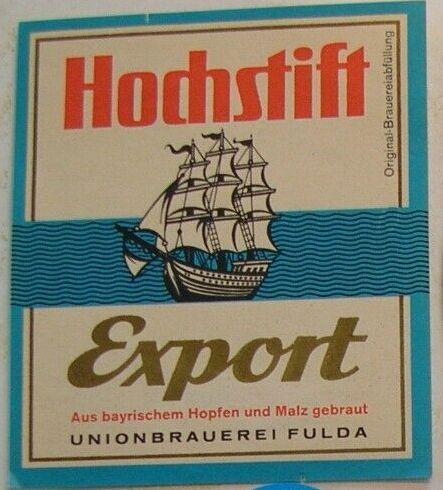 Hochstift
Original-Brauereiabfüllung
Export
Aus bayrischem Hopfen und Malz gebraut
UNIONBRAUEREI FULDA